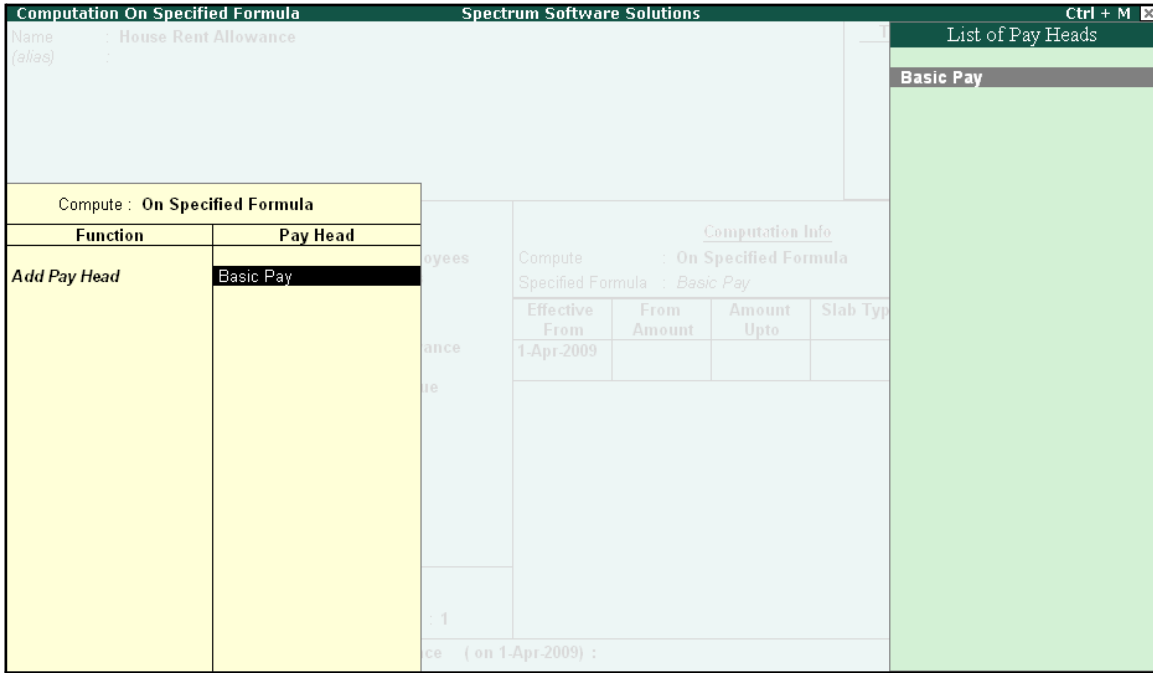 Computation On Specified Formula Spectrum Software Solutions Ctrl + M
Name : House Rent Allowance
(alias) :
T
List of Pay Heads
Basic Pay
Compute : On Specified Formula
Function Pay Head
Add Pay Head Basic Pay
oyees
ance
ue
: 1
Computation Info
Compute : On Specified Formula
Specified Formula : Basic Pay
Effective From From Amount Amount Upto Slab Typ
1-Apr-2009
ce ( on 1-Apr-2009) :